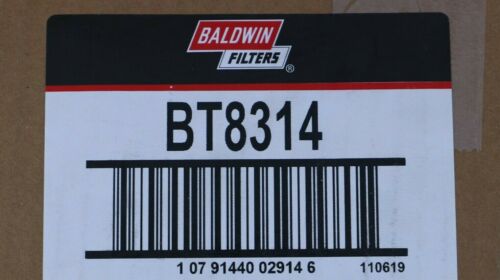 BALDWIN
FILTERS ®
BT8314
1 07 91440 02914 6
110619